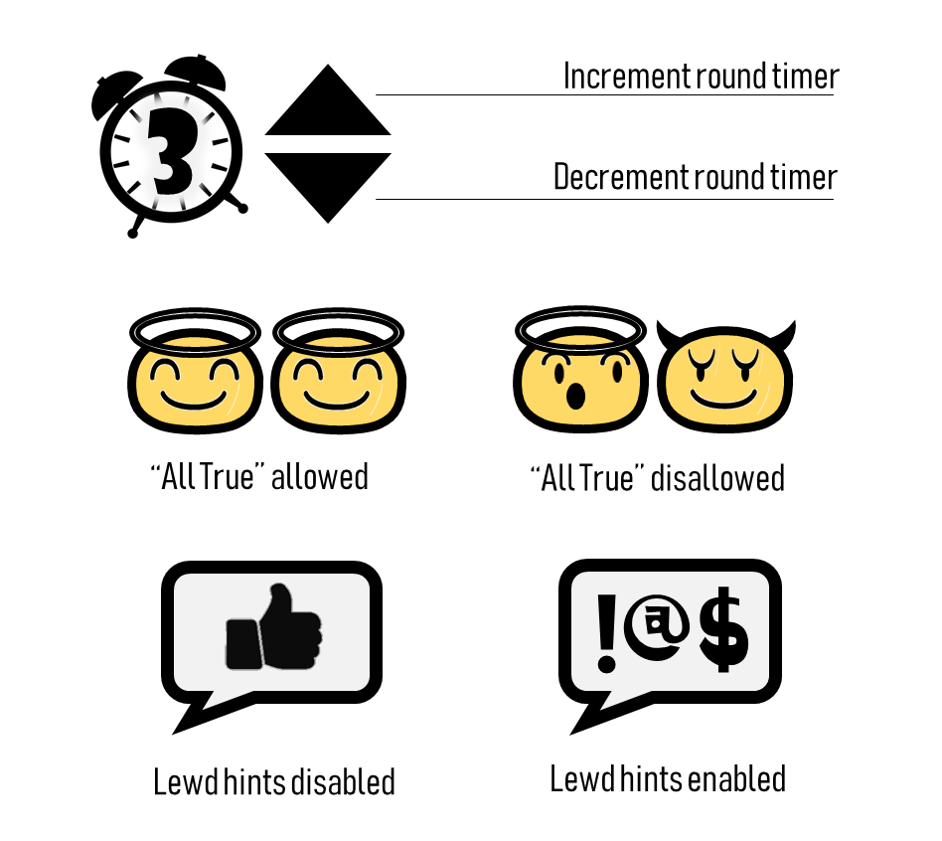 Increment round timer
3
Decrement round timer
“All True” allowed
“All True” disallowed
!@$
Lewd hints disabled
Lewd hints enabled